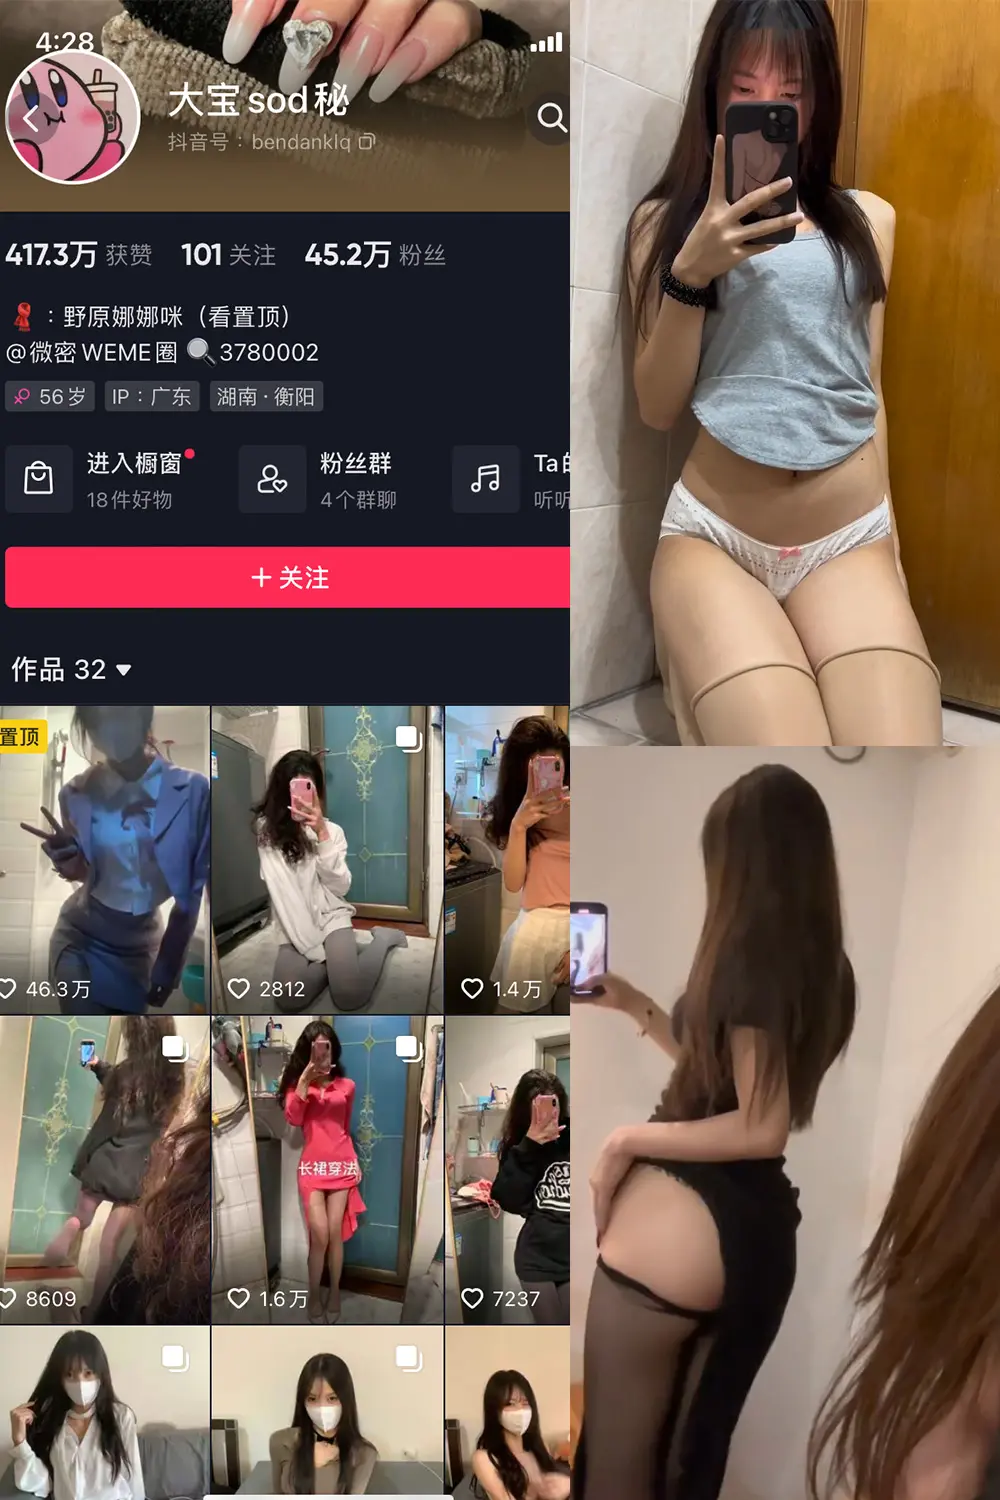 4:28
大宝sod秘
抖音号：bendanklq
417.3万 获赞 101 关注 45.2万 粉丝
：野原娜娜咪（看置顶）
@微密WEME圈 3780002
56岁 IP：广东 湖南·衡阳
进入橱窗 粉丝群 Ta的
18件好物 4个群聊 听听
+ 关注
作品 32
置顶
46.3万 2812 1.4万
长裙穿法
8609 1.6万 7237